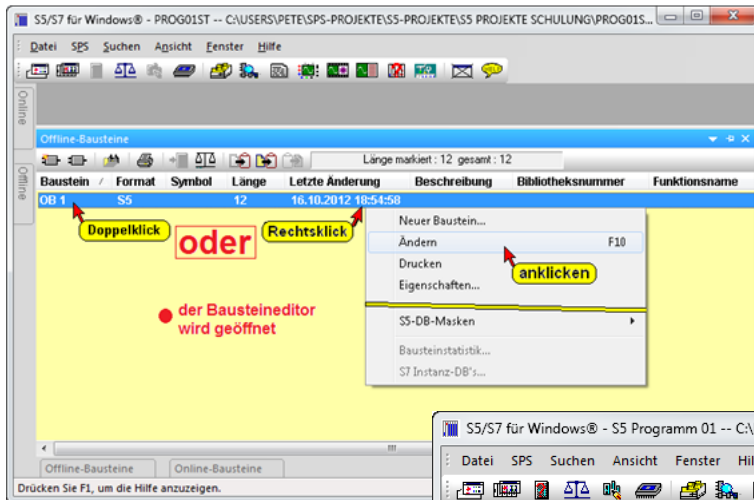 S5/S7 für Windows® - PROG01ST -- C:\USERS\PETE\SPS-PROJEKTE\S5-PROJEKTE\S5 PROJEKTE SCHULUNG\PROG01S...
Datei SPS Suchen Ansicht Fenster Hilfe
Online
Offline-Bausteine
Länge markiert : 12 gesamt : 12
Offline
Baustein / Format Symbol Länge Letzte Änderung Beschreibung Bibliotheksnummer Funktionsname
OB 1 S5 12 16.10.2012 18:54:58
Doppelklick
oder
Rechtsklick
Neuer Baustein...
Ändern F10
anklicken
Drucken
Eigenschaften...
der Bausteineditor
wird geöffnet
S5-DB-Masken
Bausteinstatistik...
S7 Instanz-DB's...
Offline-Bausteine Online-Bausteine
Drücken Sie F1, um die Hilfe anzuzeigen.
S5/S7 für Windows® - S5 Programm 01 -- C:\
Datei SPS Suchen Ansicht Fenster Hil